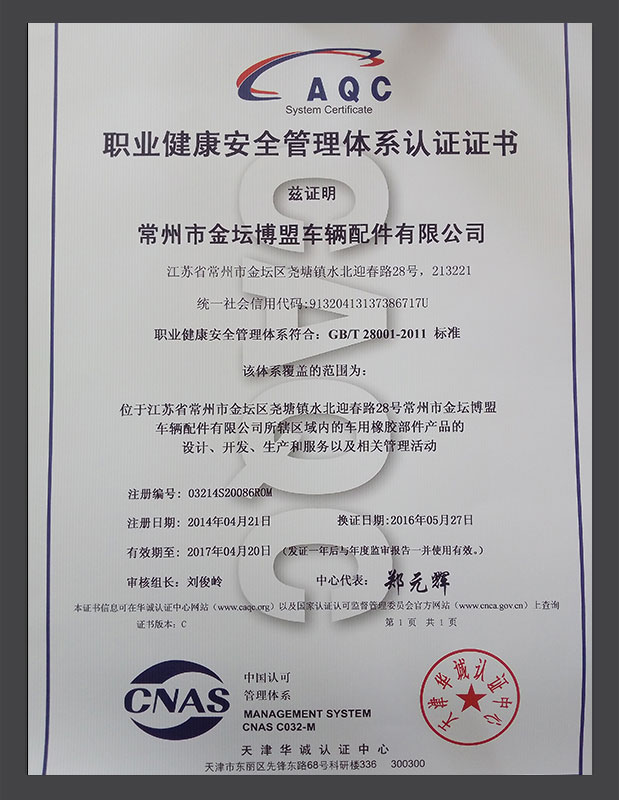 CAQC
System Certificate
职业健康安全管理体系认证证书
兹证明
常州市金坛博盟车辆配件有限公司
江苏省常州市金坛区尧塘镇水北迎春路28号，213221
统一社会信用代码:91320413137386717U
职业健康安全管理体系符合：GB/T 28001-2011 标准
该体系覆盖的范围为：
位于江苏省常州市金坛区尧塘镇水北迎春路28号常州市金坛博盟
车辆配件有限公司所辖区域内的车用橡胶部件产品的
设计、开发、生产和服务以及相关管理活动
注册编号：03214S20086R0M
注册日期：2014年04月21日 换证日期:2016年05月27日
有效期至：2017年04月20日 （发证一年后与年度监审报告一并使用有效。）
审核组长：刘俊岭 中心代表：郑元辉
本证书信息可在华诚认证中心网站（www.caqc.org）以及国家认证认可监督管理委员会官方网站（www.cnca.gov.cn）上查询
证书版本：C 第 1 页 共 1 页
CNAS
中国认可
管理体系
MANAGEMENT SYSTEM
CNAS C032-M
天津华诚认证中心
天津华诚认证中心
天津市东丽区先锋东路68号科研楼336 300300
CAQC